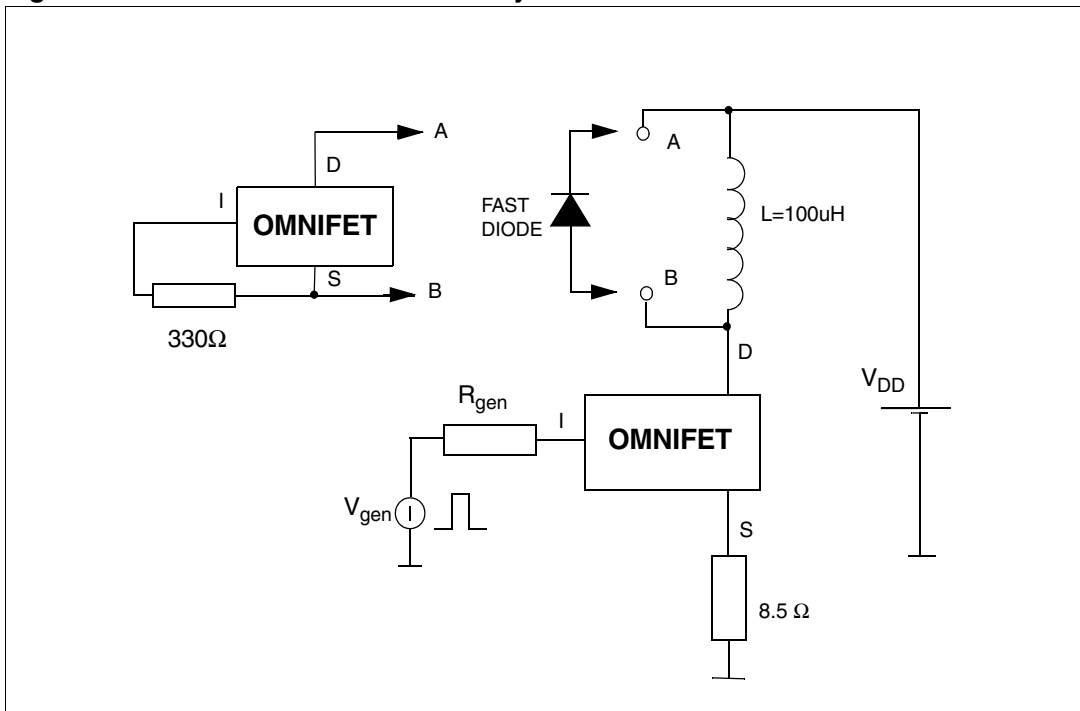 A
D
I
OMNIFET
S
B
330Ω
FAST
DIODE
A
B
L=100uH
D
V_DD
R_gen
I
OMNIFET
V_gen
I
S
8.5 Ω